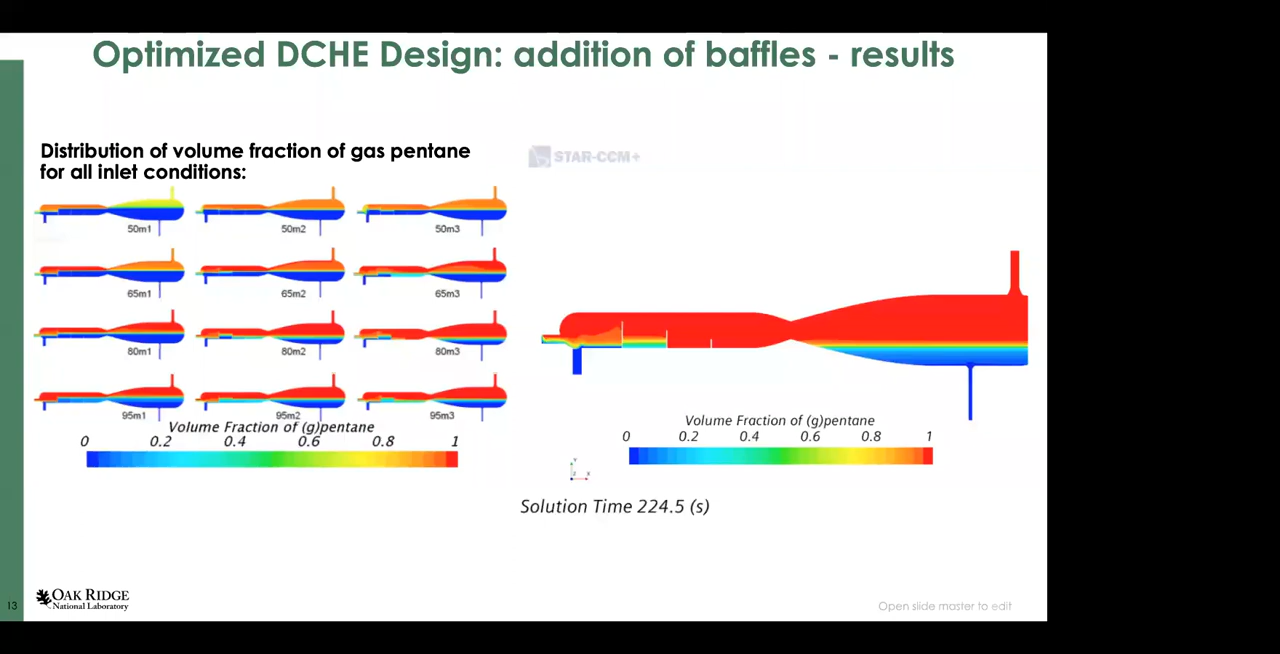 Optimized DCHE Design: addition of baffles - results
Distribution of volume fraction of gas pentane
for all inlet conditions:
50m1 50m2 50m3
65m1 65m2 65m3
80m1 80m2 80m3
95m1 95m2 95m3
Volume Fraction of (g)pentane
0 0.2 0.4 0.6 0.8 1
STAR-CCM+
Volume Fraction of (g)pentane
0 0.2 0.4 0.6 0.8 1
Y
Z X
Solution Time 224.5 (s)
13
OAK RIDGE
National Laboratory
Open slide master to edit